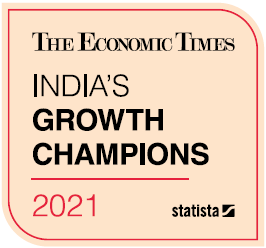 THE ECONOMIC TIMES
INDIA'S
GROWTH
CHAMPIONS
2021
statista